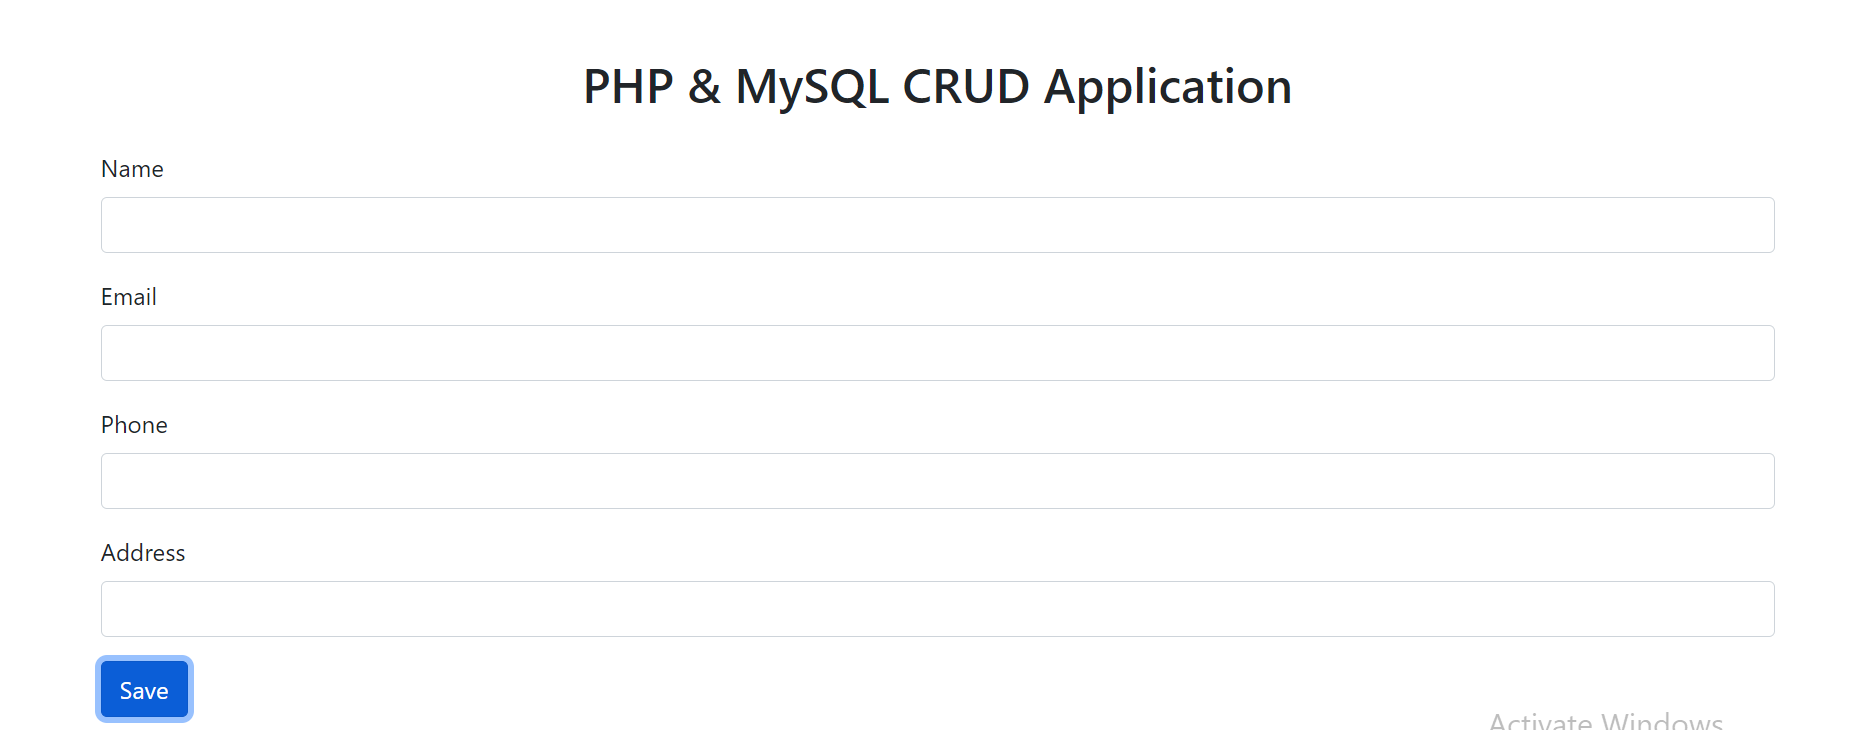 PHP & MySQL CRUD Application
Name
Email
Phone
Address
Save
Activate Windows